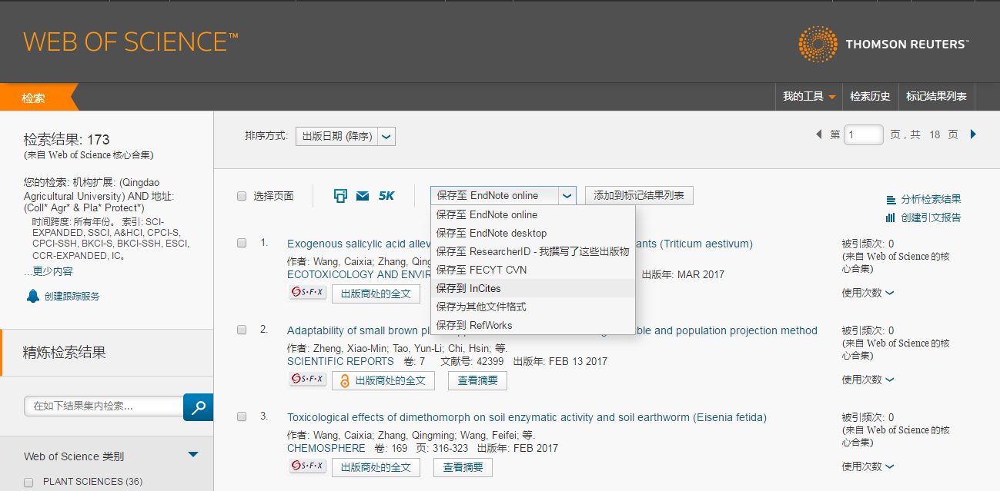 WEB OF SCIENCE™
THOMSON REUTERS™
检索
我的工具
检索历史
标记结果列表
检索结果: 173
(来自 Web of Science 核心合集)
您的检索: 机构扩展: (Qingdao
Agricultural University) AND 地址:
(Coll* Agr* & Pla* Protect*)
时间跨度: 所有年份。 索引: SCI-
EXPANDED, SSCI, A&HCI, CPCI-S,
CPCI-SSH, BKCI-S, BKCI-SSH, ESCI,
CCR-EXPANDED, IC。
...更少内容
创建跟踪服务
精炼检索结果
在如下结果集内检索...
Web of Science 类别
PLANT SCIENCES (36)
排序方式: 出版日期 (降序)
第 1 页 , 共 18 页
选择页面
5K
保存至 EndNote online
添加到标记结果列表
保存至 EndNote online
保存至 EndNote desktop
保存至 ResearcherID - 我撰写了这些出版物
保存至 FECYT CVN
保存到 InCites
保存为其他文件格式
保存到 RefWorks
分析检索结果
创建引文报告
1. Exogenous salicylic acid allev ants (Triticum aestivum)
作者: Wang, Caixia; Zhang, Qing
ECOTOXICOLOGY AND ENVIR 出版年: MAR 2017
S·F·X 出版商处的全文
被引频次: 0
(来自 Web of Science 的核
心合集)
使用次数
2. Adaptability of small brown pl ble and population projection method
作者: Zheng, Xiao-Min; Tao, Yun-Li; Chi, Hsin; 等.
SCIENTIFIC REPORTS 卷: 7 文献号: 42399 出版年: FEB 13 2017
S·F·X 出版商处的全文 查看摘要
被引频次: 0
(来自 Web of Science 的核
心合集)
使用次数
3. Toxicological effects of dimethomorph on soil enzymatic activity and soil earthworm (Eisenia fetida)
作者: Wang, Caixia; Zhang, Qingming; Wang, Feifei; 等.
CHEMOSPHERE 卷: 169 页: 316-323 出版年: FEB 2017
S·F·X 出版商处的全文 查看摘要
被引频次: 0
(来自 Web of Science 的核
心合集)
使用次数